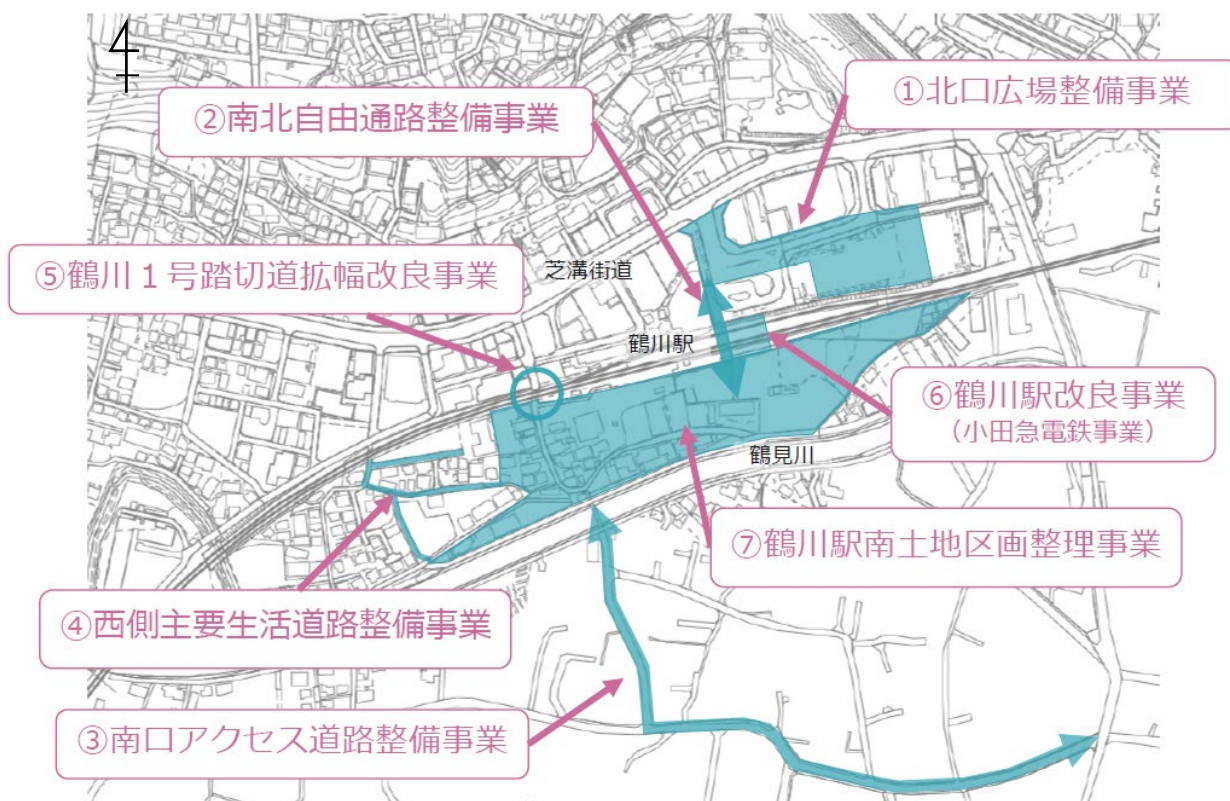 ①北口広場整備事業
②南北自由通路整備事業
⑤鶴川1号踏切道拡幅改良事業
芝溝街道
鶴川駅
⑥鶴川駅改良事業
(小田急電鉄事業)
鶴見川
⑦鶴川駅南土地区画整理事業
④西側主要生活道路整備事業
③南口アクセス道路整備事業